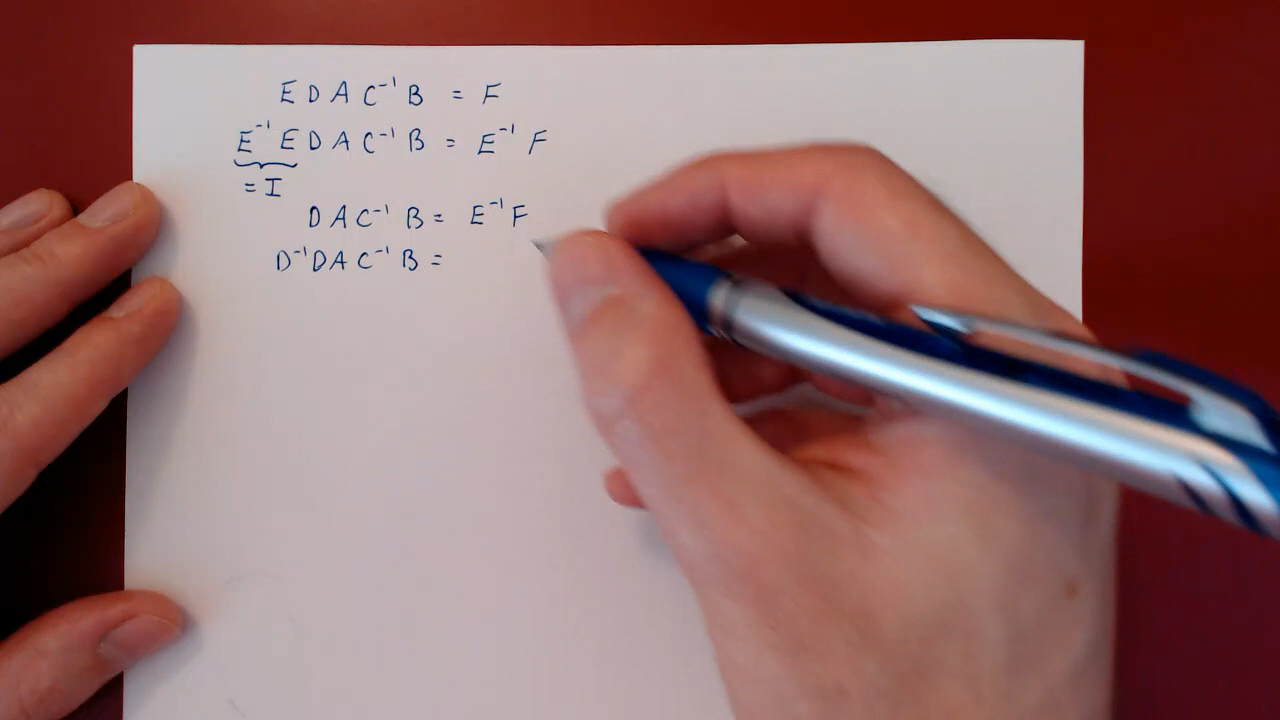 E D A C⁻¹ B = F
E⁻¹ E D A C⁻¹ B = E⁻¹ F
= I
D A C⁻¹ B = E⁻¹ F
D⁻¹ D A C⁻¹ B =